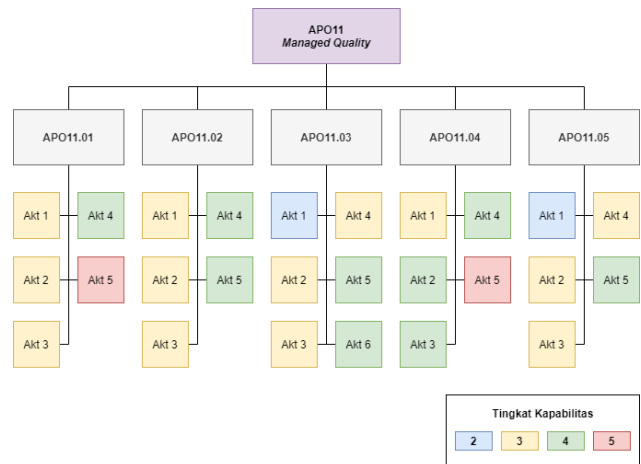 APO11
Managed Quality
APO11.01
APO11.02
APO11.03
APO11.04
APO11.05
Akt 1
Akt 4
Akt 1
Akt 4
Akt 1
Akt 4
Akt 1
Akt 4
Akt 1
Akt 4
Akt 2
Akt 5
Akt 2
Akt 5
Akt 2
Akt 5
Akt 2
Akt 5
Akt 2
Akt 5
Akt 3
Akt 3
Akt 3
Akt 6
Akt 3
Akt 3
Tingkat Kapabilitas
2
3
4
5